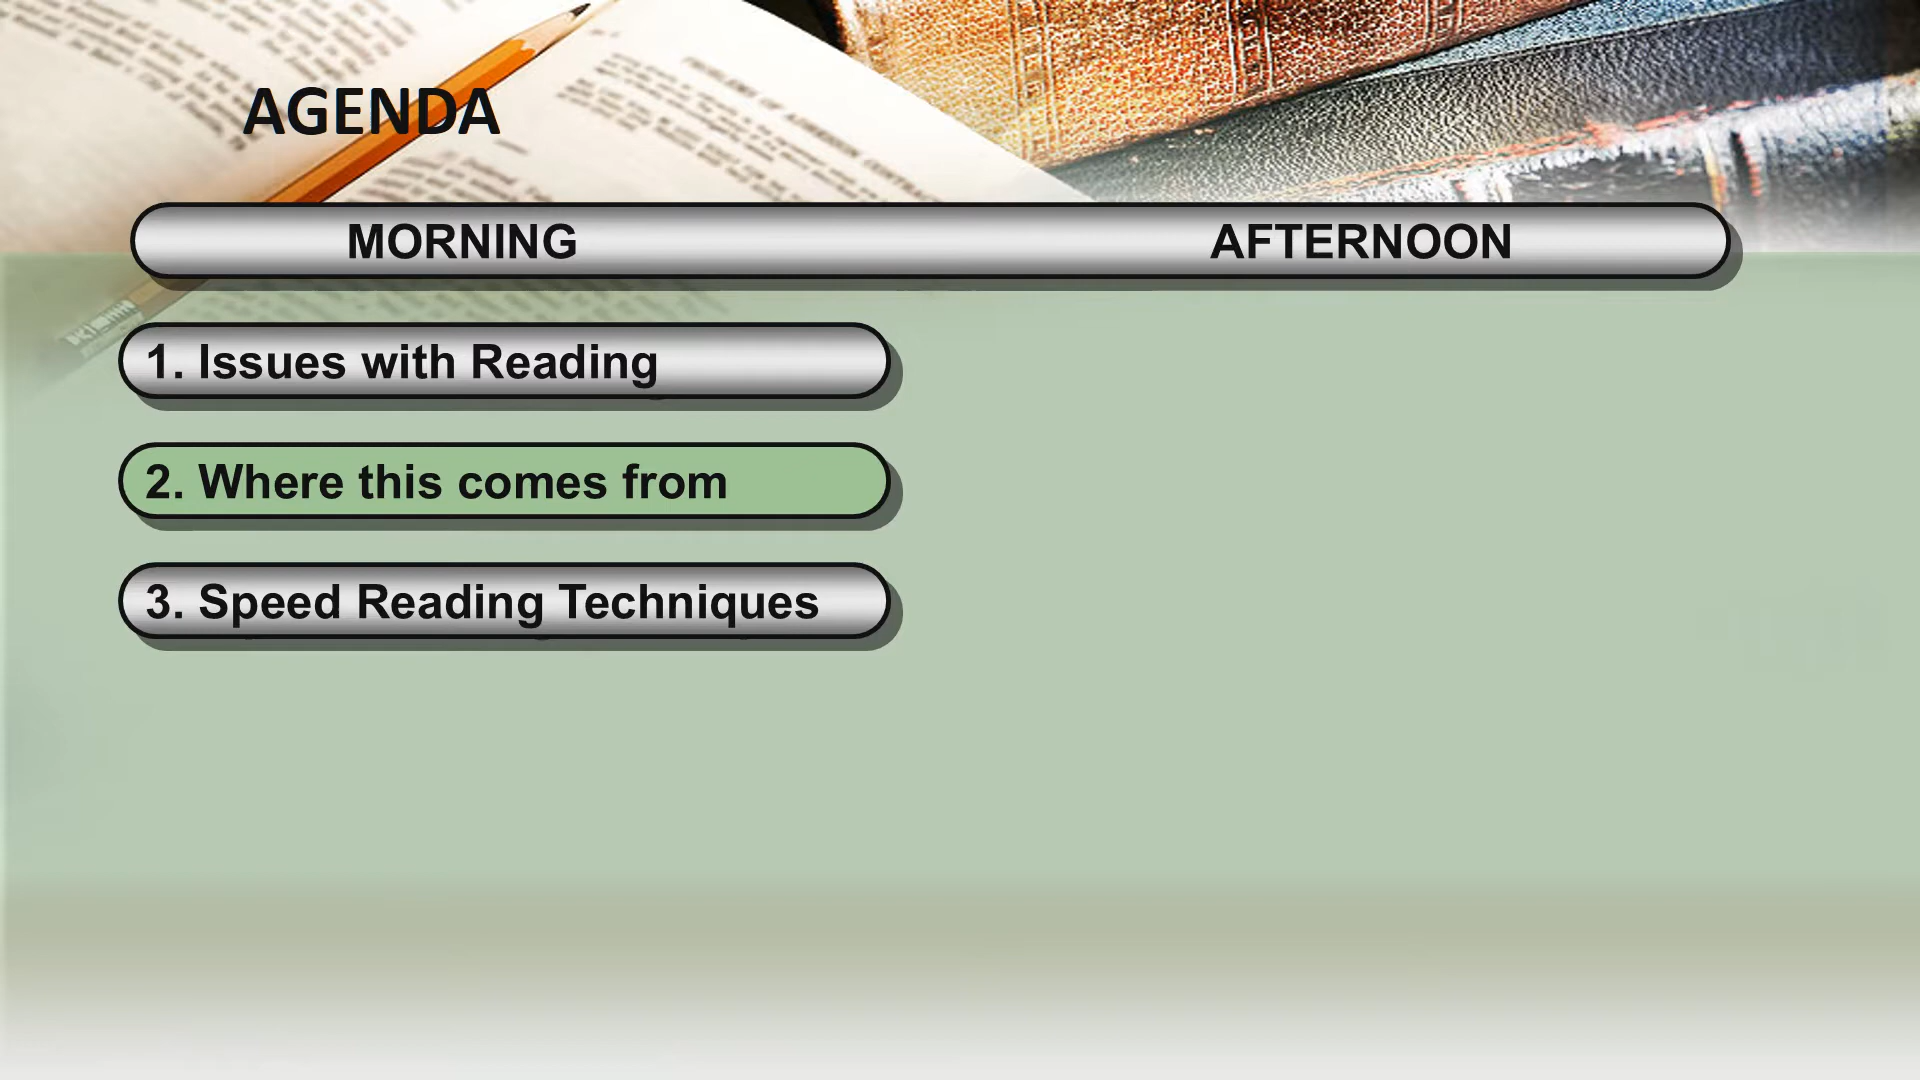 AGENDA
MORNING AFTERNOON
1. Issues with Reading
2. Where this comes from
3. Speed Reading Techniques